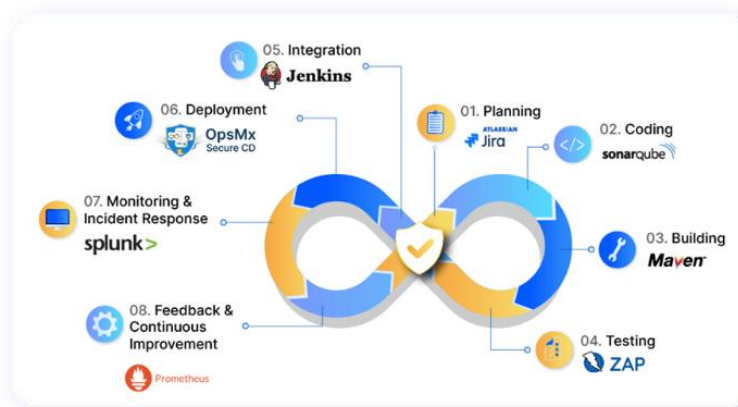 05. Integration
Jenkins
06. Deployment
OpsMx
Secure CD
01. Planning
ATLASSIAN
Jira
02. Coding
</>
sonarqube
07. Monitoring &
Incident Response
splunk>
03. Building
Maven
08. Feedback &
Continuous
Improvement
Prometheus
04. Testing
ZAP